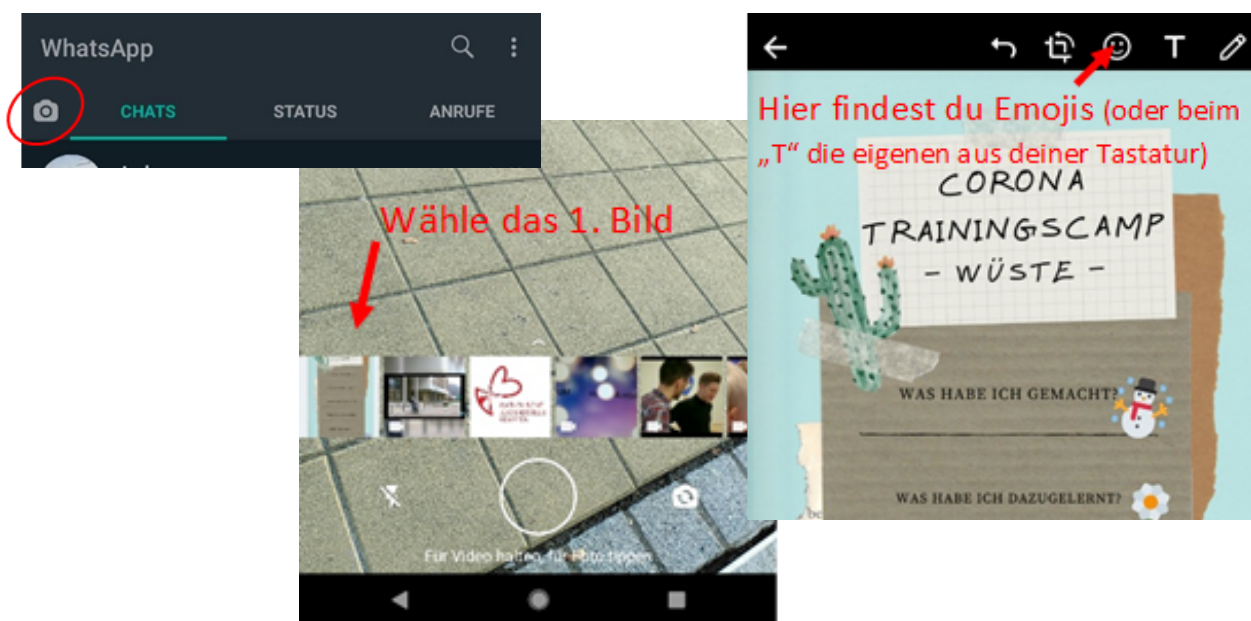 WhatsApp
CHATS STATUS ANRUFE
Wähle das 1. Bild
Für Video halten, für Foto tippen
T
Hier findest du Emojis (oder beim
„T“ die eigenen aus deiner Tastatur)
CORONA
TRAININGSCAMP
- WÜSTE -
WAS HABE ICH GEMACHT?
WAS HABE ICH DAZUGELERNT?